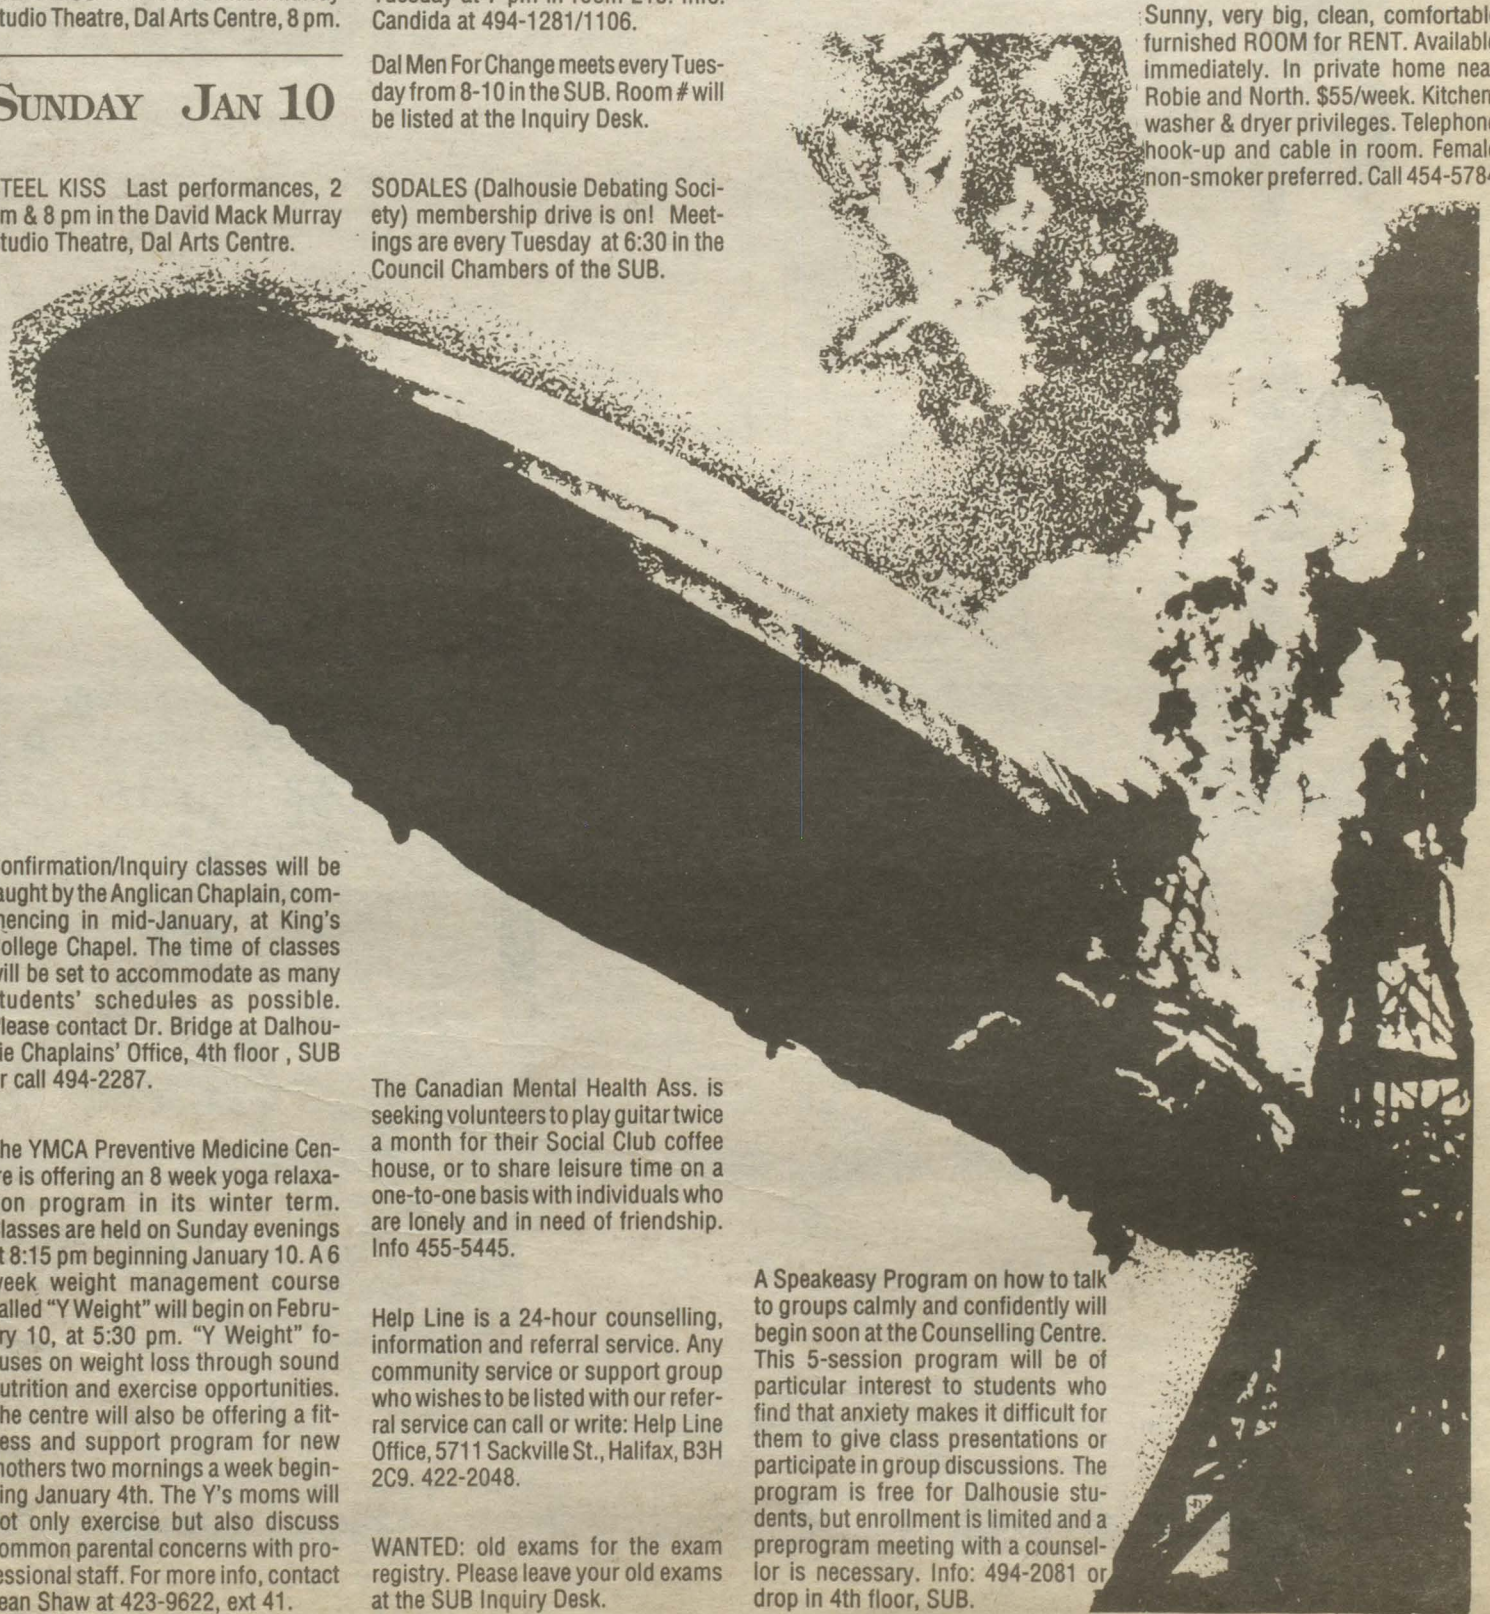 tudio Theatre, Dal Arts Centre, 8 pm.
SUNDAY JAN 10
TEEL KISS Last performances, 2
m & 8 pm in the David Mack Murray
tudio Theatre, Dal Arts Centre.
onfirmation/Inquiry classes will be
aught by the Anglican Chaplain, com-
encing in mid-January, at King's
ollege Chapel. The time of classes
ill be set to accommodate as many
tudents' schedules as possible.
lease contact Dr. Bridge at Dalhou-
ie Chaplains' Office, 4th floor , SUB
r call 494-2287.
he YMCA Preventive Medicine Cen-
re is offering an 8 week yoga relaxa-
on program in its winter term.
lasses are held on Sunday evenings
t 8:15 pm beginning January 10. A 6
eek weight management course
alled "Y Weight" will begin on Febru-
ry 10, at 5:30 pm. "Y Weight" fo-
uses on weight loss through sound
utrition and exercise opportunities.
he centre will also be offering a fit-
ess and support program for new
mothers two mornings a week begin-
ing January 4th. The Y's moms will
ot only exercise but also discuss
ommon parental concerns with pro-
essional staff. For more info, contact
ean Shaw at 423-9622, ext 41.
Candida at 494-1281/1106.
Dal Men For Change meets every Tues-
day from 8-10 in the SUB. Room # will
be listed at the Inquiry Desk.
SODALES (Dalhousie Debating Soci-
ety) membership drive is on! Meet-
ings are every Tuesday at 6:30 in the
Council Chambers of the SUB.
The Canadian Mental Health Ass. is
seeking volunteers to play guitar twice
a month for their Social Club coffee
house, or to share leisure time on a
one-to-one basis with individuals who
are lonely and in need of friendship.
Info 455-5445.
Help Line is a 24-hour counselling,
information and referral service. Any
community service or support group
who wishes to be listed with our refer-
ral service can call or write: Help Line
Office, 5711 Sackville St., Halifax, B3H
2C9. 422-2048.
WANTED: old exams for the exam
registry. Please leave your old exams
at the SUB Inquiry Desk.
A Speakeasy Program on how to talk
to groups calmly and confidently will
begin soon at the Counselling Centre.
This 5-session program will be of
particular interest to students who
find that anxiety makes it difficult for
them to give class presentations or
participate in group discussions. The
program is free for Dalhousie stu-
dents, but enrollment is limited and a
preprogram meeting with a counsel-
lor is necessary. Info: 494-2081 or
drop in 4th floor, SUB.
Sunny, very big, clean, comfortabl
furnished ROOM for RENT. Availabl
immediately. In private home nea
Robie and North. $55/week. Kitchen
washer & dryer privileges. Telephon
hook-up and cable in room. Femal
non-smoker preferred. Call 454-5784